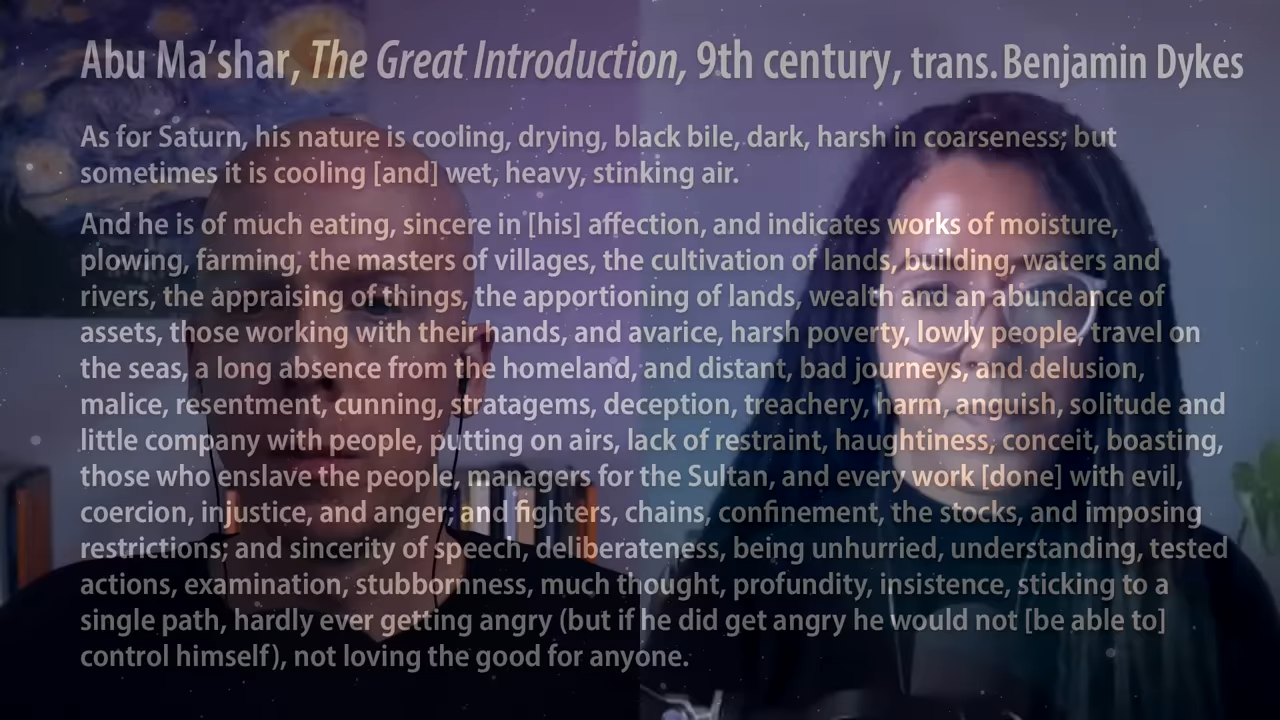 Abu Ma’shar, The Great Introduction, 9th century, trans. Benjamin Dykes
As for Saturn, his nature is cooling, drying, black bile, dark, harsh in coarseness; but
sometimes it is cooling [and] wet, heavy, stinking air.
And he is of much eating, sincere in [his] affection, and indicates works of moisture,
plowing, farming, the masters of villages, the cultivation of lands, building, waters and
rivers, the appraising of things, the apportioning of lands, wealth and an abundance of
assets, those working with their hands, and avarice, harsh poverty, lowly people, travel on
the seas, a long absence from the homeland, and distant, bad journeys, and delusion,
malice, resentment, cunning, stratagems, deception, treachery, harm, anguish, solitude and
little company with people, putting on airs, lack of restraint, haughtiness, conceit, boasting,
those who enslave the people, managers for the Sultan, and every work [done] with evil,
coercion, injustice, and anger; and fighters, chains, confinement, the stocks, and imposing
restrictions; and sincerity of speech, deliberateness, being unhurried, understanding, tested
actions, examination, stubbornness, much thought, profundity, insistence, sticking to a
single path, hardly ever getting angry (but if he did get angry he would not [be able to]
control himself), not loving the good for anyone.